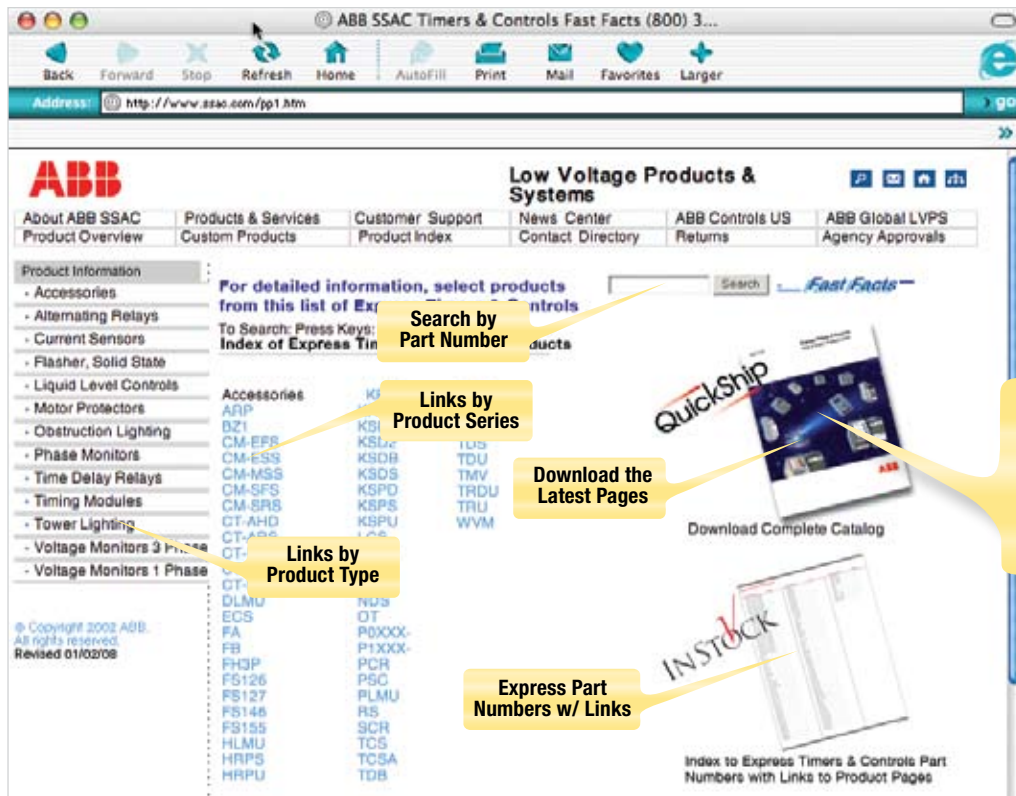 ABB SSAC Timers & Controls Fast Facts (800) 3...
Back Forward Stop Refresh Home AutoFill Print Mail Favorites Larger
Address: http://www.ssac.com/pp1.htm
go
ABB
Low Voltage Products &
Systems
About ABB SSAC Products & Services Customer Support News Center ABB Controls US ABB Global LVPS
Product Overview Custom Products Product Index Contact Directory Returns Agency Approvals
Product Information
- Accessories
- Alternating Relays
- Current Sensors
- Flasher, Solid State
- Liquid Level Controls
- Motor Protectors
- Obstruction Lighting
- Phase Monitors
- Time Delay Relays
- Timing Modules
- Tower Lighting
- Voltage Monitors 3 Phase
- Voltage Monitors 1 Phase
© Copyright 2002 ABB.
All rights reserved.
Revised 01/02/08
For detailed information, select products
from this list of Express Timers & Controls
To Search: Press Keys:
Index of Express
Search
Fast Facts
Search by
Part Number
Accessories
ARP
BZ1
CM-EFS
CM-ESS
CM-MSS
CM-SFS
CM-SRS
CT-AHD
DLMU
ECS
FA
FB
FH3P
FS126
FS127
FS146
FS155
HLMU
HRPS
HRPU
KSD2
KSDB
KSDS
KSPD
KSPS
KSPU
NDS
OT
P0XXX-
P1XXX-
PCR
PSC
PLMU
RS
SCR
TCS
TCSA
TDB
TDS
TDU
TMV
TRDU
TRU
WVM
Links by
Product Series
Links by
Product Type
Download the
Latest Pages
QuickShip
ABB
Download Complete Catalog
Express Part
Numbers w/ Links
INSTOCK
Index to Express Timers & Controls Part
Numbers with Links to Product Pages